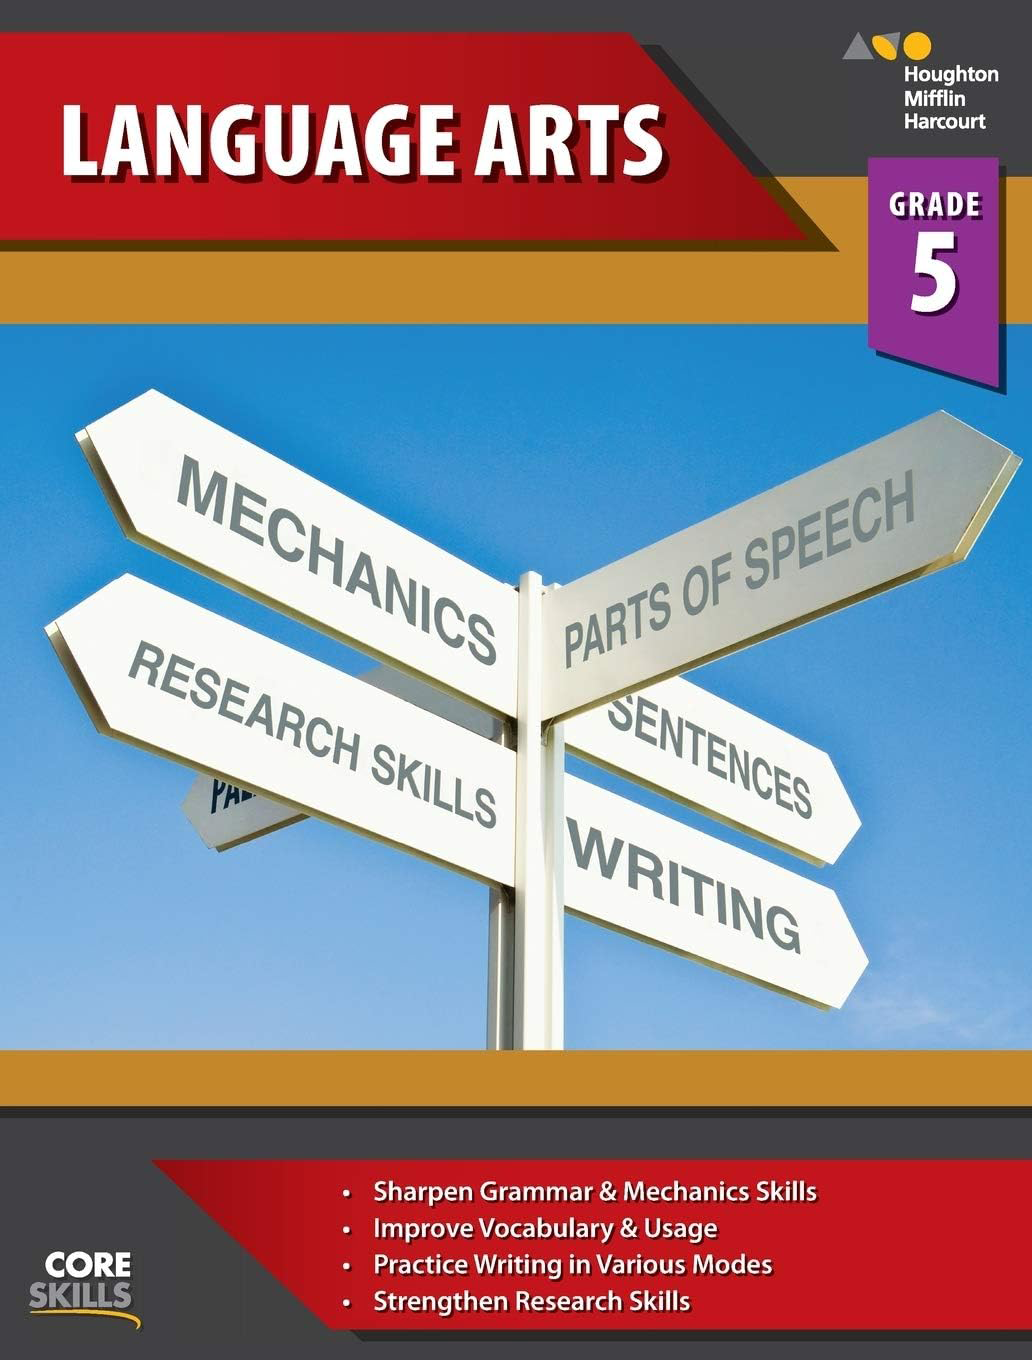 LANGUAGE ARTS
Houghton
Mifflin
Harcourt
GRADE
5
MECHANICS
PARTS OF SPEECH
RESEARCH SKILLS
SENTENCES
WRITING
• Sharpen Grammar & Mechanics Skills
• Improve Vocabulary & Usage
• Practice Writing in Various Modes
• Strengthen Research Skills
CORE
SKILLS